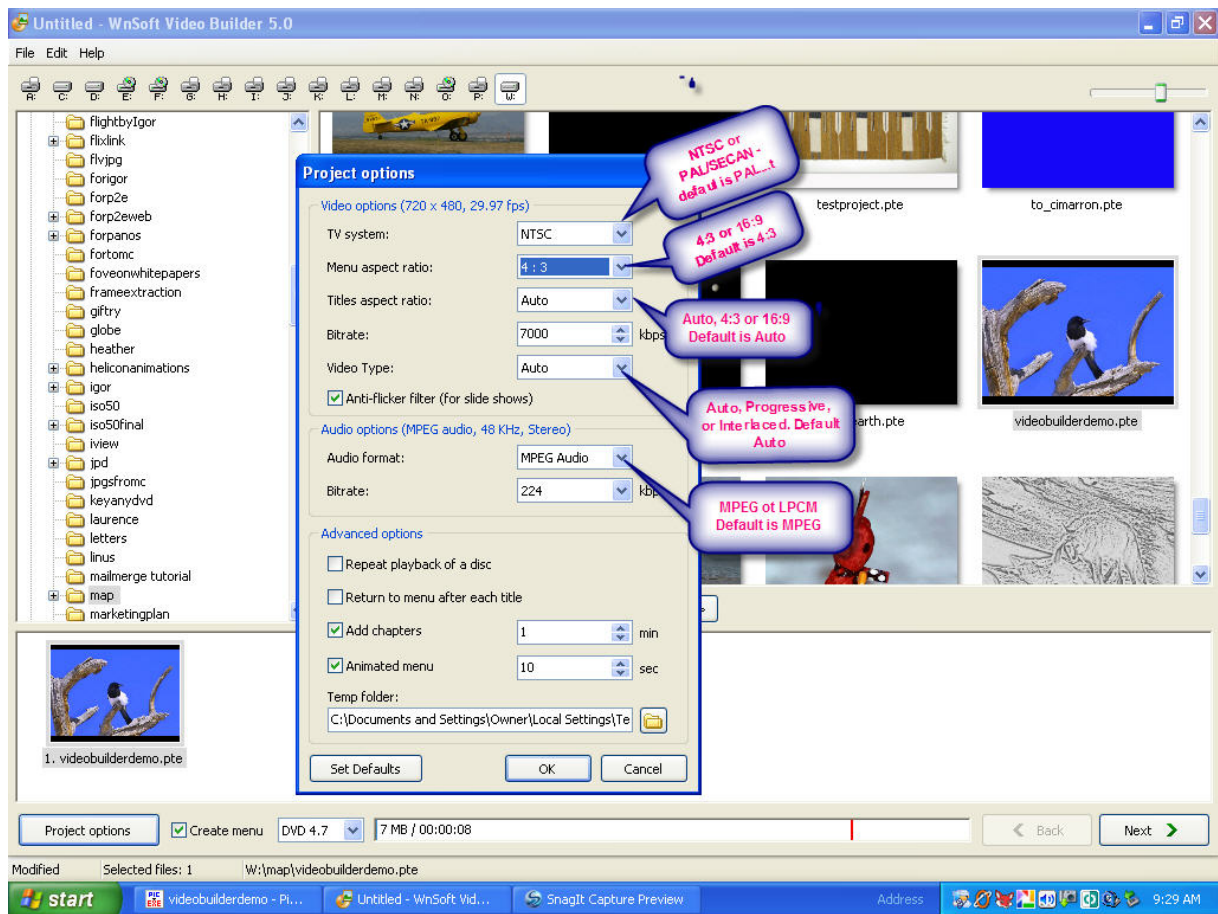 Untitled - WnSoft Video Builder 5.0
File Edit Help
A: C: D: E: F: G: H: I: J: K: L: M: N: O: P: W:
flightbyIgor
flixlink
flvjpg
forigor
forp2e
forp2eweb
forpanos
fortomc
foveonwhitepapers
frameextraction
giftry
globe
heather
heliconanimations
igor
iso50
iso50final
iview
jpd
jpgsfromc
keyanydvd
laurence
letters
linus
mailmerge tutorial
map
marketingplan
testproject.pte
to_cimarron.pte
earth.pte
videobuilderdemo.pte
Project options
Video options (720 x 480, 29.97 fps)
TV system: NTSC
Menu aspect ratio: 4 : 3
Titles aspect ratio: Auto
Bitrate: 7000 kbps
Video Type: Auto
Anti-flicker filter (for slide shows)
Audio options (MPEG audio, 48 KHz, Stereo)
Audio format: MPEG Audio
Bitrate: 224 kbp
Advanced options
Repeat playback of a disc
Return to menu after each title
Add chapters 1 min
Animated menu 10 sec
Temp folder:
C:\Documents and Settings\Owner\Local Settings\Te
Set Defaults OK Cancel
NTSC or
PAL/SECAN -
defaul is PAL...t
4:3 or 16:9
Default is 4:3
Auto, 4:3 or 16:9
Default is Auto
Auto, Progressive,
or Interlaced. Default
Auto
MPEG ot LPCM
Default is MPEG
1. videobuilderdemo.pte
Project options Create menu DVD 4.7 7 MB / 00:00:08 Back Next
Modified Selected files: 1 W:\map\videobuilderdemo.pte
start videobuilderdemo - Pi... Untitled - WnSoft Vid... SnagIt Capture Preview Address 9:29 AM